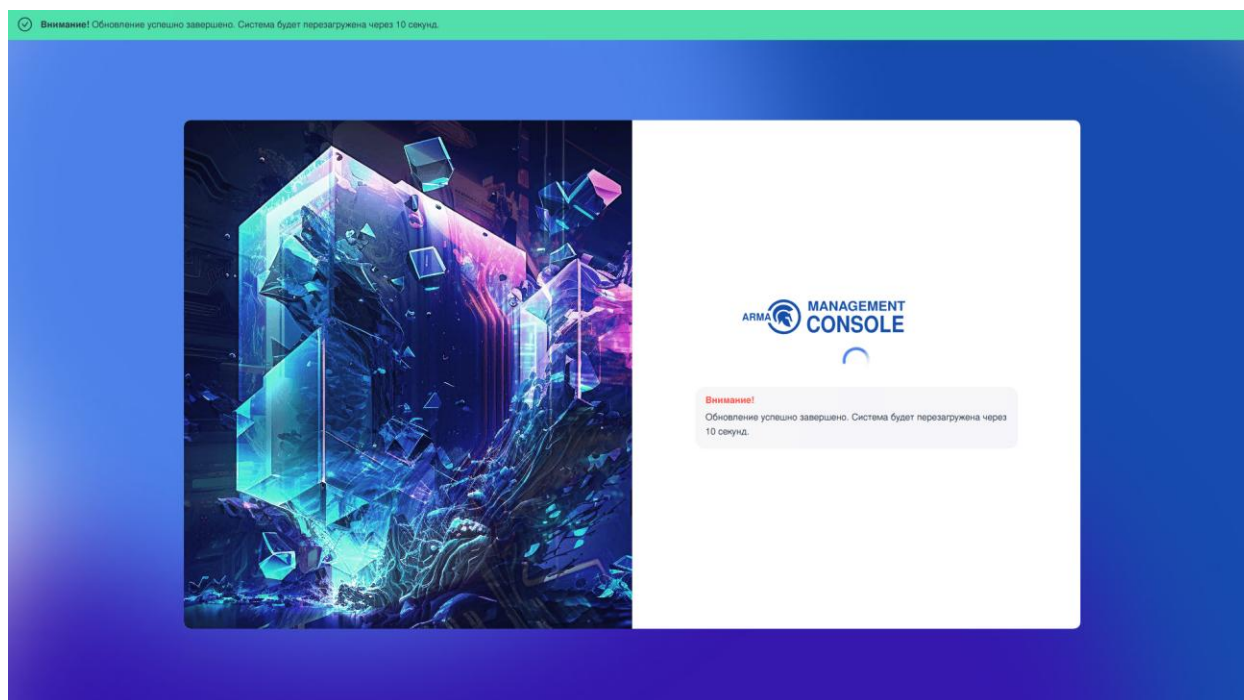 Внимание! Обновление успешно завершено. Система будет перезагружена через 10 секунд.
ARMA
MANAGEMENT
CONSOLE
Внимание!
Обновление успешно завершено. Система будет перезагружена через
10 секунд.